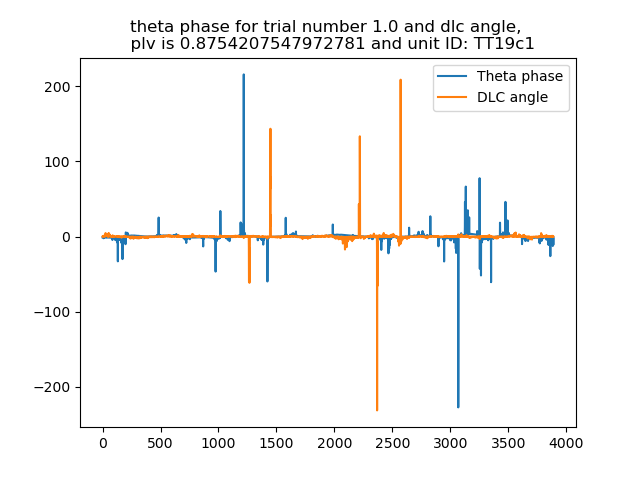 theta phase for trial number 1.0 and dlc angle,
plv is 0.8754207547972781 and unit ID: TT19c1
Theta phase
DLC angle
200
100
0
−100
−200
0 500 1000 1500 2000 2500 3000 3500 4000